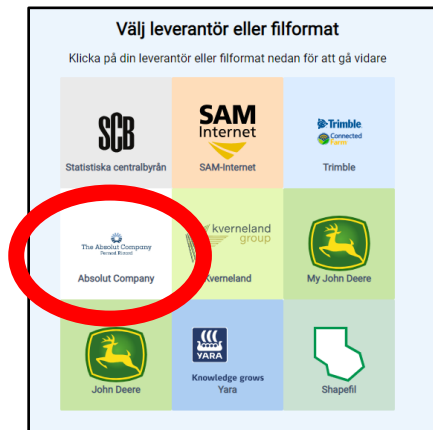 Välj leverantör eller filformat
Klicka på din leverantör eller filformat nedan för att gå vidare
SCB
Statistiska centralbyrån
SAM
Internet
SAM-Internet
Trimble
Connected
Farm
Trimble
The Absolut Company
Pernod Ricard
Absolut Company
kverneland
group
Kverneland
My John Deere
John Deere
YARA
Knowledge grows
Yara
Shapefil